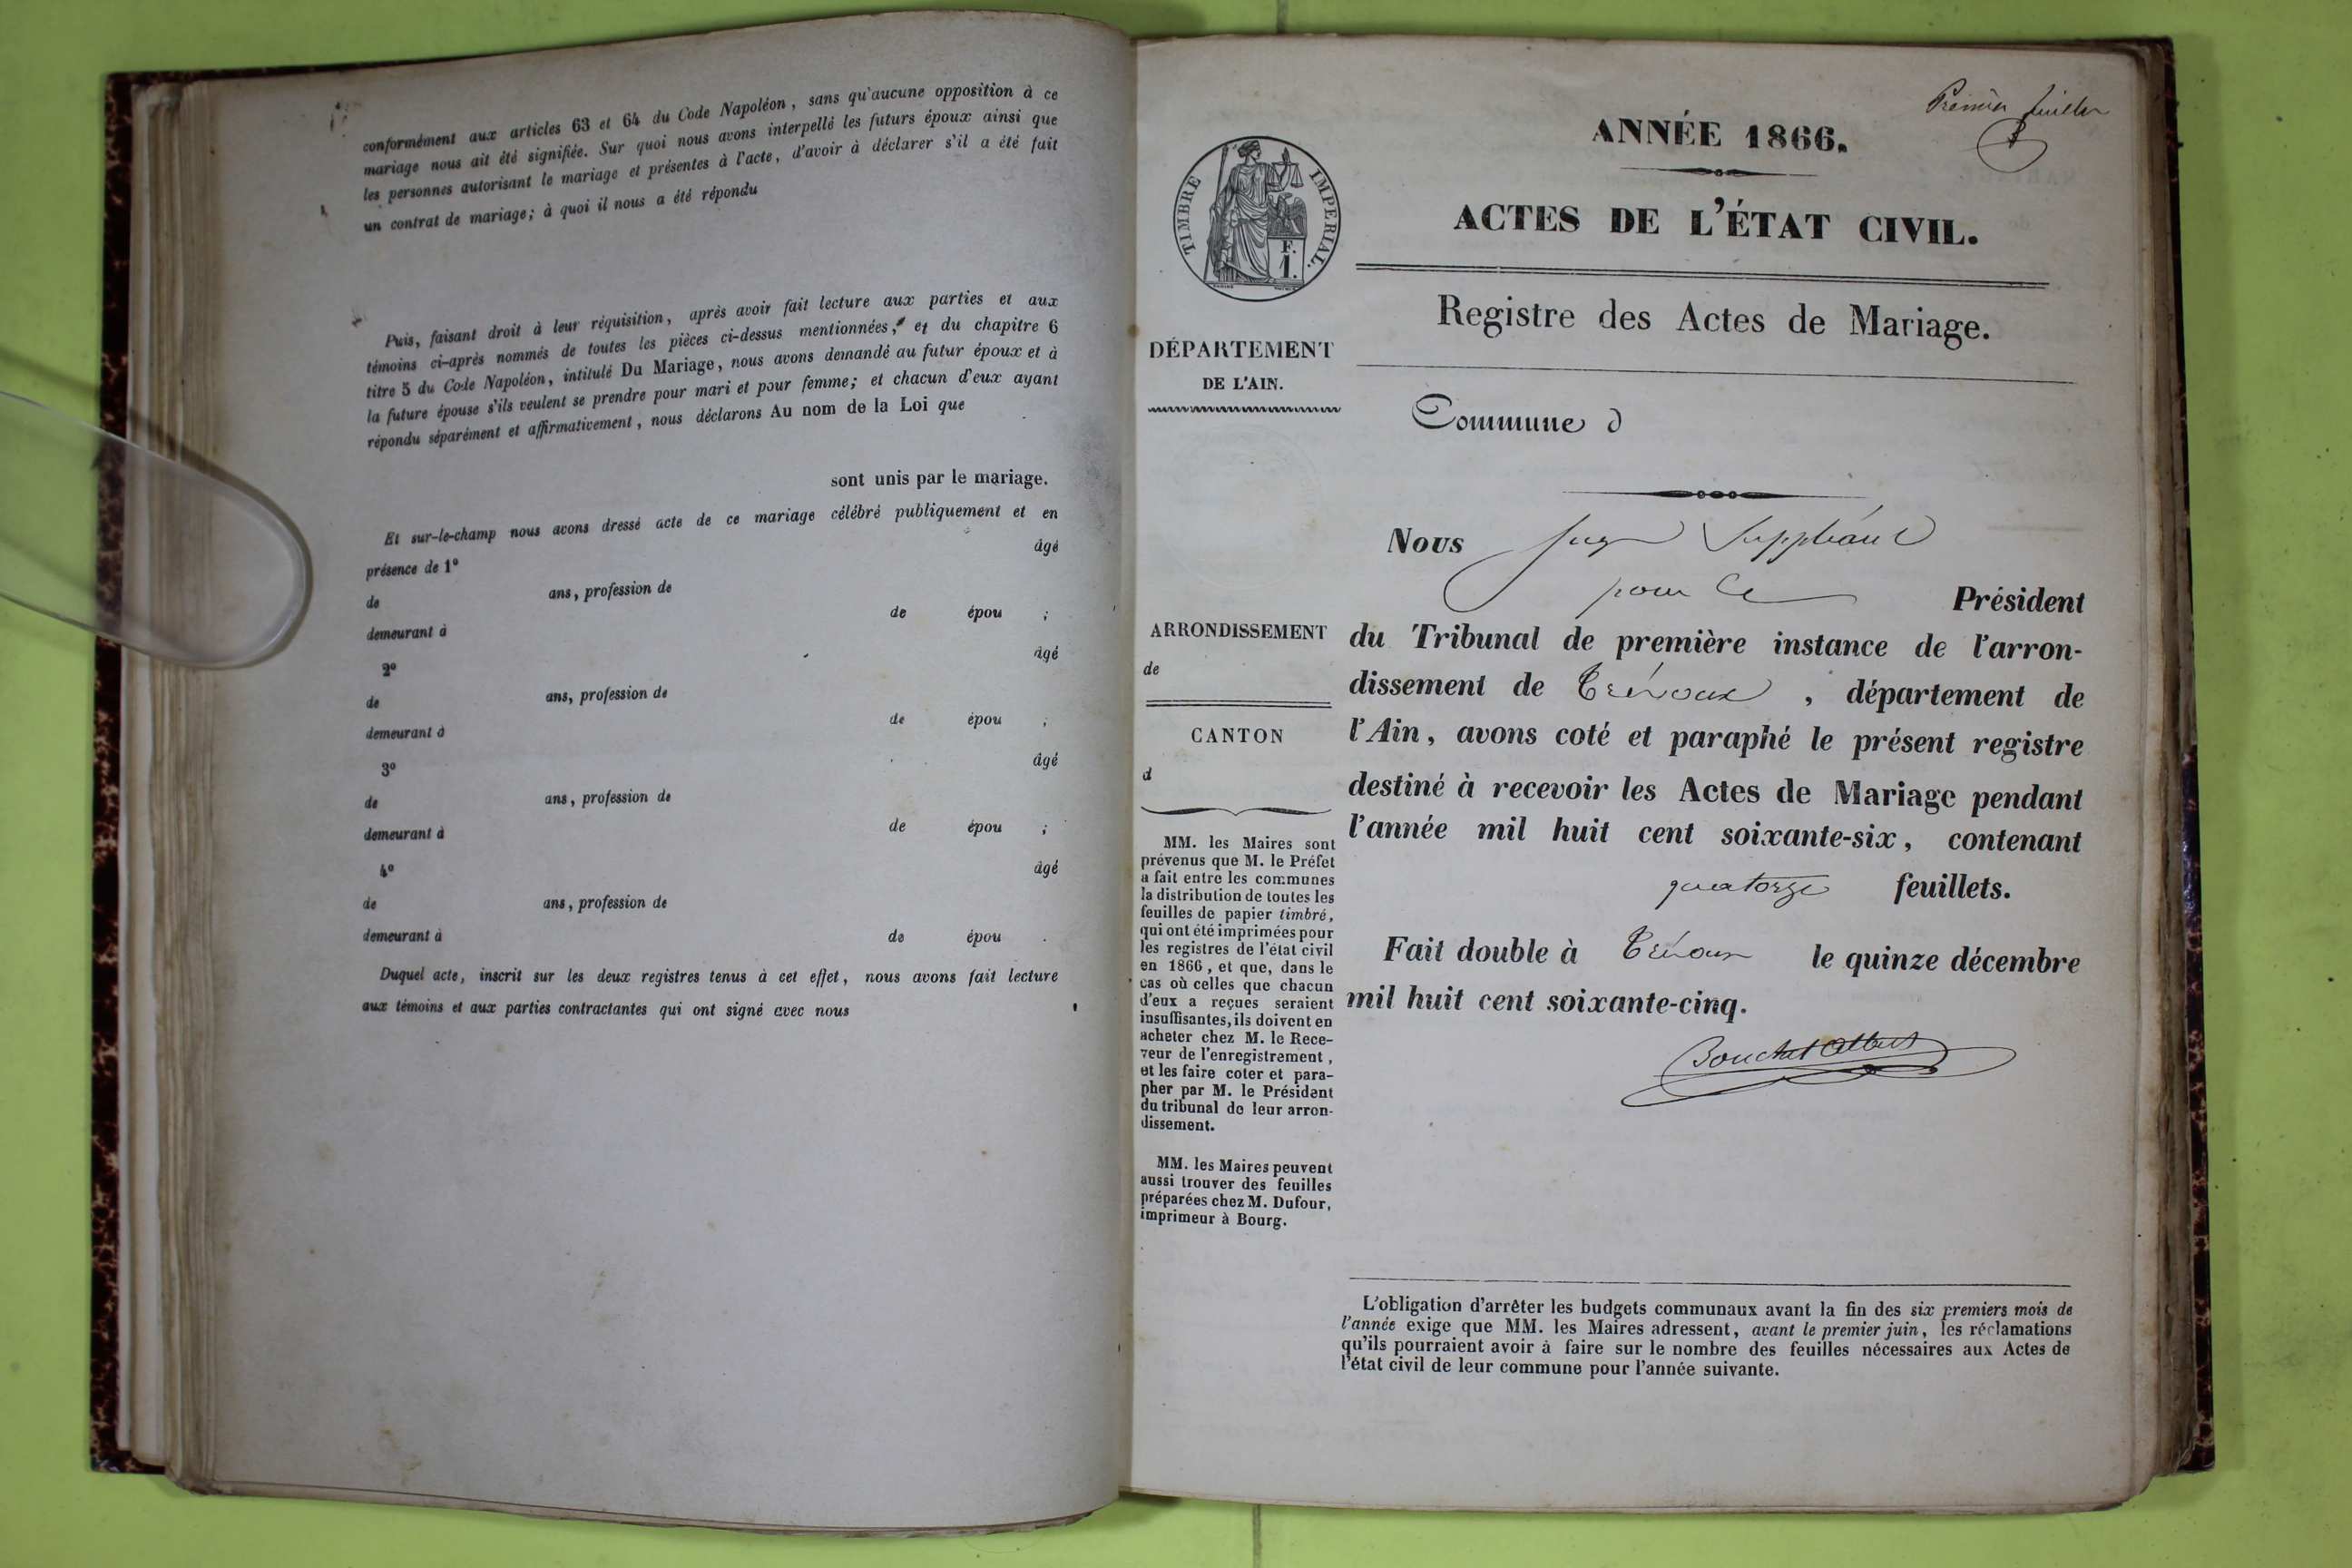 conformément aux articles 63 et 64 du Code Napoléon, sans qu'aucune opposition à ce
mariage nous ait été signifiée. Sur quoi nous avons interpellé les futurs époux ainsi que
les personnes autorisant le mariage et présentes à l'acte, d'avoir à déclarer s'il a été fait
un contrat de mariage; à quoi il nous a été répondu
Puis, faisant droit à leur réquisition, après avoir fait lecture aux parties et aux
témoins ci-après nommés de toutes les pièces ci-dessus mentionnées, et du chapitre 6
titre 5 du Code Napoléon, intitulé Du Mariage, nous avons demandé au futur époux et à
la future épouse s'ils veulent se prendre pour mari et pour femme; et chacun d'eux ayant
répondu séparément et affirmativement, nous déclarons Au nom de la Loi que
sont unis par le mariage.
Et sur-le-champ nous avons dressé acte de ce mariage célébré publiquement et en
présence de 1º âgé
de ans, profession de
demeurant à de épou ;
2º âgé
de ans, profession de
demeurant à de épou ;
3º âgé
de ans, profession de
demeurant à de épou ;
4º âgé
de ans, profession de
demeurant à de épou .
Duquel acte, inscrit sur les deux registres tenus à cet effet, nous avons fait lecture
aux témoins et aux parties contractantes qui ont signé avec nous
Premier feuillet
ANNÉE 1866.
ACTES DE L'ÉTAT CIVIL.
Registre des Actes de Mariage.
TIMBRE IMPERIAL.
F.
1.
DÉPARTEMENT
DE L'AIN.
Commune d
ARRONDISSEMENT
de
CANTON
d
MM. les Maires sont
prévenus que M. le Préfet
a fait entre les communes
la distribution de toutes les
feuilles de papier timbré,
qui ont été imprimées pour
les registres de l'état civil
en 1866, et que, dans le
cas où celles que chacun
d'eux a reçues seraient
insuffisantes, ils doivent en
acheter chez M. le Rece-
veur de l'enregistrement,
et les faire coter et para-
pher par M. le Président
du tribunal de leur arron-
dissement.
MM. les Maires peuvent
aussi trouver des feuilles
préparées chez M. Dufour,
imprimeur à Bourg.
Nous Juge Suppléant
pour le Président
du Tribunal de première instance de l'arron-
dissement de Trévoux, département de
l'Ain, avons coté et paraphé le présent registre
destiné à recevoir les Actes de Mariage pendant
l'année mil huit cent soixante-six, contenant
quatorze feuillets.
Fait double à Trévoux le quinze décembre
mil huit cent soixante-cinq.
Bouchet
L'obligation d'arrêter les budgets communaux avant la fin des six premiers mois de
l'année exige que MM. les Maires adressent, avant le premier juin, les réclamations
qu'ils pourraient avoir à faire sur le nombre des feuilles nécessaires aux Actes de
l'état civil de leur commune pour l'année suivante.